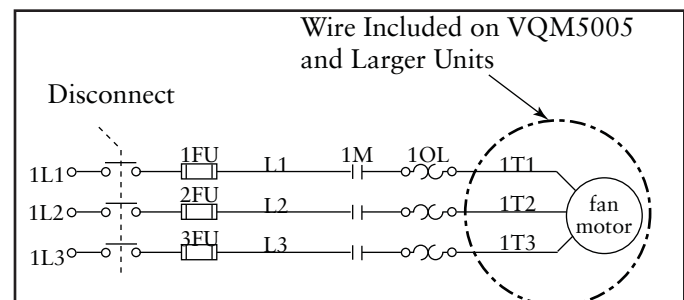 Wire Included on VQM5005
and Larger Units
Disconnect
1FU 1M 1OL
1L1 L1 1T1
2FU
1L2 L2 1T2
3FU
1L3 L3 1T3
fan
motor